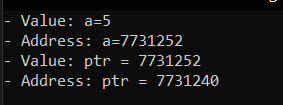 - Value: a=5
- Address: a=7731252
- Value: ptr = 7731252
- Address: ptr = 7731240